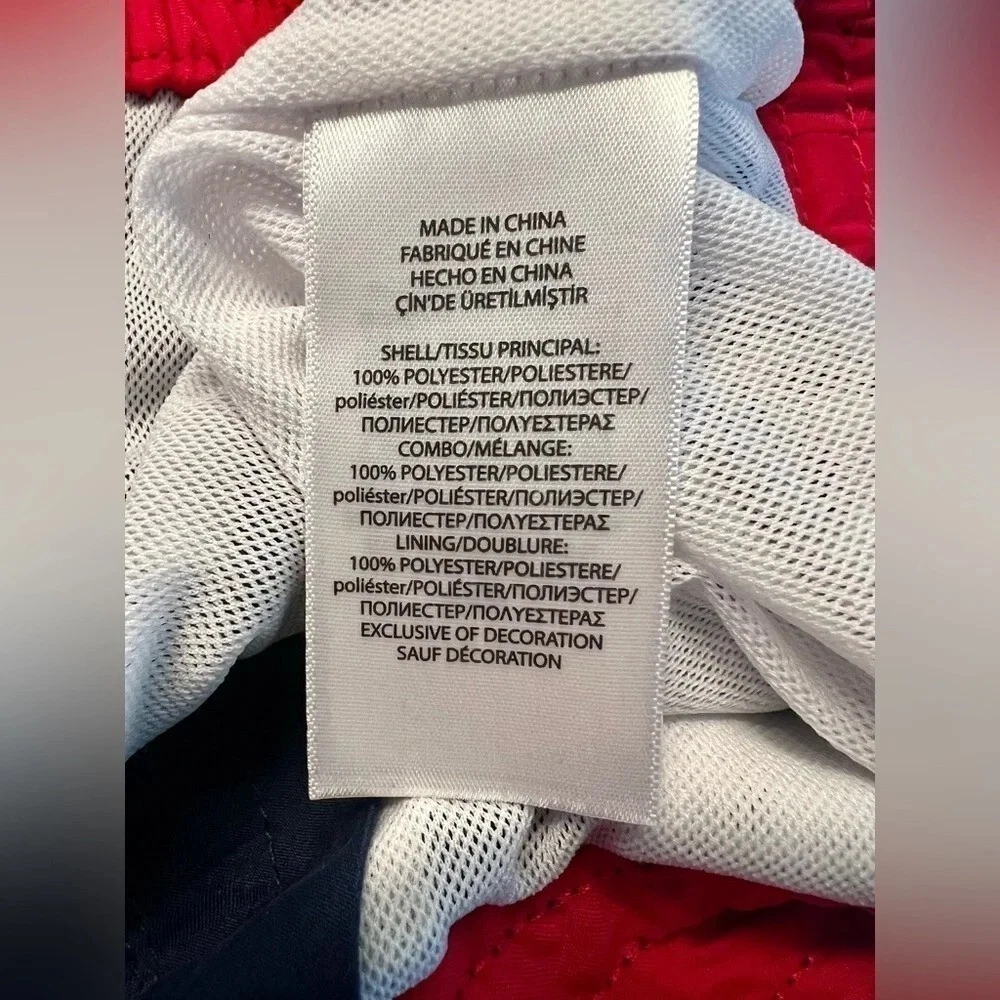 MADE IN CHINA
FABRIQUÉ EN CHINE
HECHO EN CHINA
ÇİN'DE ÜRETİLMİŞTİR
SHELL/TISSU PRINCIPAL:
100% POLYESTER/POLIESTERE/
poliéster/POLIÉSTER/ПОЛИЭСТЕР/
ПОЛИЕСТЕР/ΠΟΛΥΕΣΤΕΡΑΣ
COMBO/MÉLANGE:
100% POLYESTER/POLIESTERE/
poliéster/POLIÉSTER/ПОЛИЭСТЕР/
ПОЛИЕСТЕР/ΠΟΛΥΕΣΤΕΡΑΣ
LINING/DOUBLURE:
100% POLYESTER/POLIESTERE/
poliéster/POLIÉSTER/ПОЛИЭСТЕР/
ПОЛИЕСТЕР/ΠΟΛΥΕΣΤΕΡΑΣ
EXCLUSIVE OF DECORATION
SAUF DÉCORATION